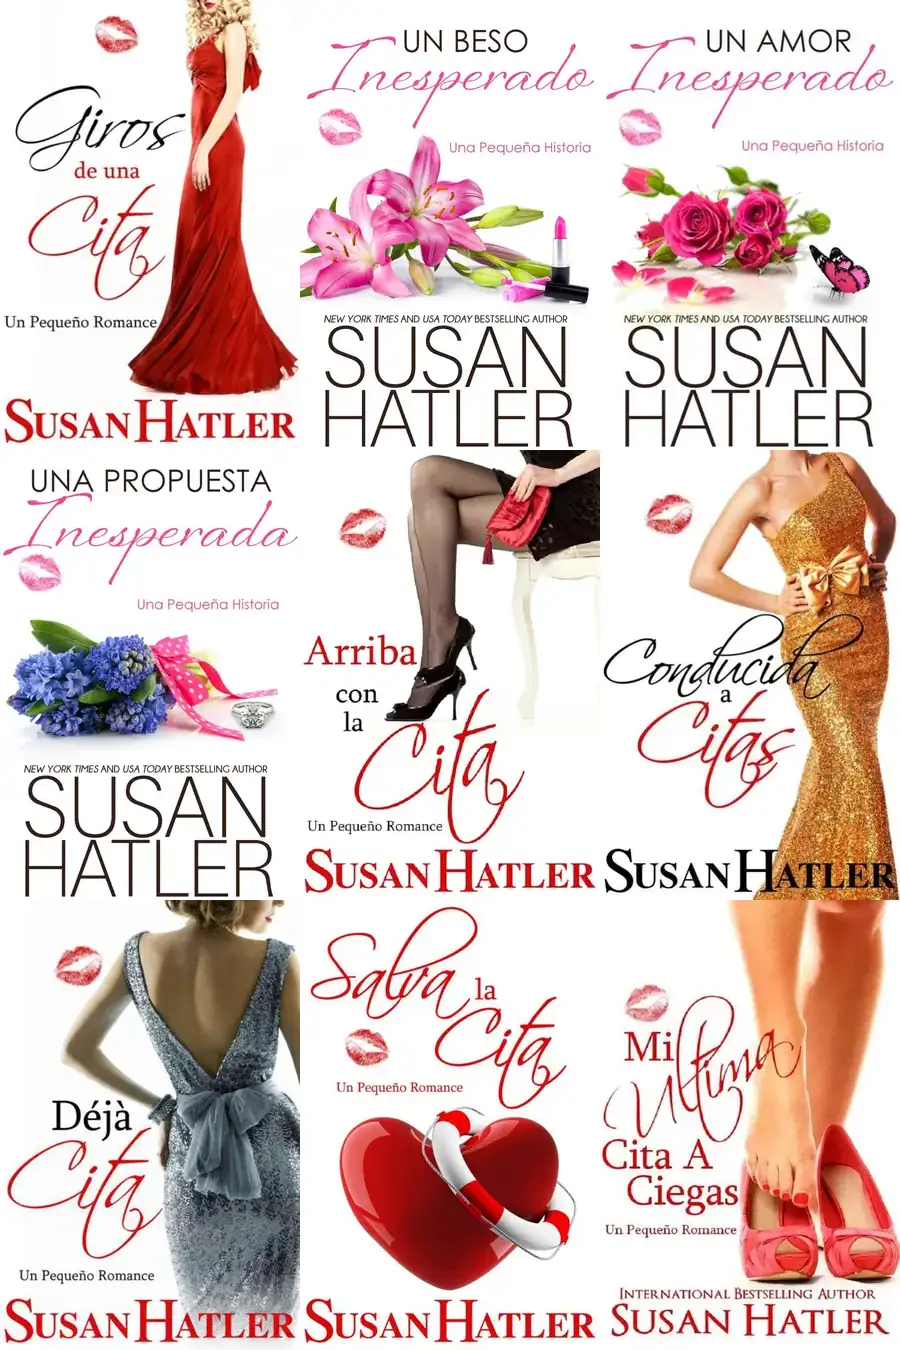 Giros
de una
Cita
Un Pequeño Romance
SUSAN HATLER
UN BESO
Inesperado
Una Pequeña Historia
NEW YORK TIMES AND USA TODAY BESTSELLING AUTHOR
SUSAN
HATLER
UN AMOR
Inesperado
Una Pequeña Historia
NEW YORK TIMES AND USA TODAY BESTSELLING AUTHOR
SUSAN
HATLER
UNA PROPUESTA
Inesperada
Una Pequeña Historia
NEW YORK TIMES AND USA TODAY BESTSELLING AUTHOR
SUSAN
HATLER
Arriba
con
la
Cita
Un Pequeño Romance
SUSAN HATLER
Conducida
a
Citas
SUSAN HATLER
Déjà
Cita
Un Pequeño Romance
SUSAN HATLER
Salva la
Cita
Un Pequeño Romance
SUSAN HATLER
Mi
Ultima
Cita A
Ciegas
Un Pequeño Romance
INTERNATIONAL BESTSELLING AUTHOR
SUSAN HATLER